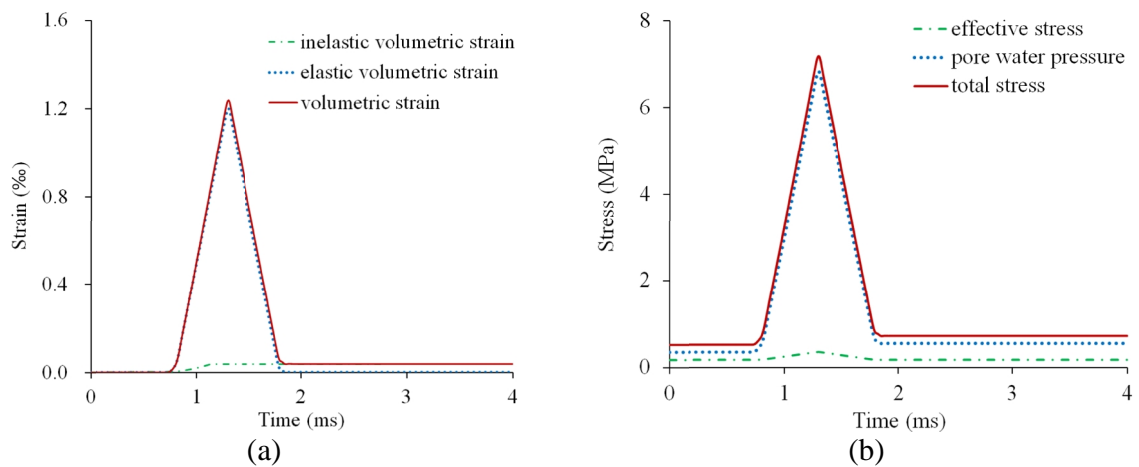 1.6
1.2
0.8
0.4
0.0
Strain (‰)
inelastic volumetric strain
elastic volumetric strain
volumetric strain
0 1 2 3 4
Time (ms)
(a)
8
6
4
2
0
Stress (MPa)
effective stress
pore water pressure
total stress
0 1 2 3 4
Time (ms)
(b)